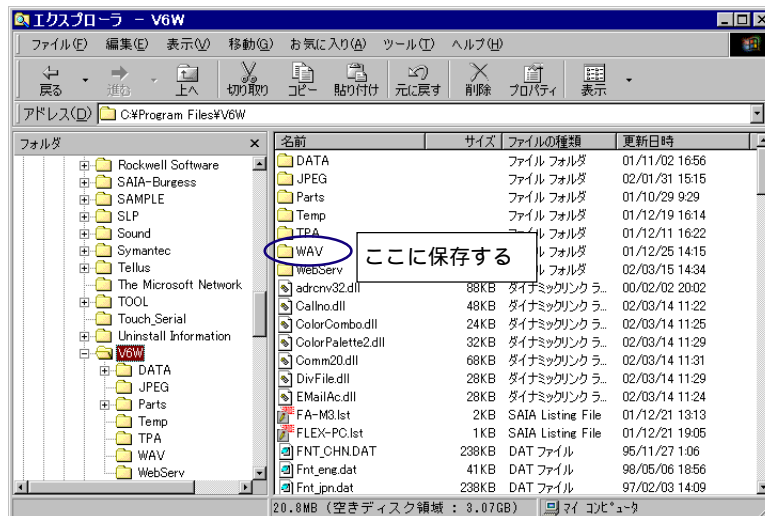 エクスプローラ － V6W
ファイル(F) 編集(E) 表示(V) 移動(G) お気に入り(A) ツール(T) ヘルプ(H)
戻る 進む 上へ 切り取り コピー 貼り付け 元に戻す 削除 プロパティ 表示
アドレス(D) C:¥Program Files¥V6W
フォルダ ×
Rockwell Software
SAIA-Burgess
SAMPLE
SLP
Sound
Symantec
Tellus
The Microsoft Network
TOOL
Touch_Serial
Uninstall Information
V6W
DATA
JPEG
Parts
Temp
TPA
WAV
WebServ
名前 サイズ ファイルの種類 更新日時
DATA ファイル フォルダ 01/11/02 16:56
JPEG ファイル フォルダ 02/01/31 15:15
Parts ファイル フォルダ 01/10/29 9:29
Temp ファイル フォルダ 01/12/19 16:14
TPA ファイル フォルダ 01/12/11 16:22
WAV ル フォルダ 01/12/25 14:15
WebServ ル フォルダ 02/03/15 14:34
ここに保存する
adrcnv32.dll 88KB ダイナミックリンク ラ... 00/02/02 20:02
Callno.dll 48KB ダイナミックリンク ラ... 02/03/14 11:22
ColorCombo.dll 24KB ダイナミックリンク ラ... 02/03/14 11:25
ColorPalette2.dll 32KB ダイナミックリンク ラ... 02/03/14 11:29
Comm20.dll 68KB ダイナミックリンク ラ... 02/03/14 11:31
DivFile.dll 28KB ダイナミックリンク ラ... 02/03/14 11:29
EMailAc.dll 28KB ダイナミックリンク ラ... 02/03/14 11:24
FA-M3.lst 2KB SAIA Listing File 01/12/21 13:13
FLEX-PC.lst 1KB SAIA Listing File 01/12/21 19:05
FNT_CHN.DAT 238KB DAT ファイル 95/11/27 1:06
Fnt_eng.dat 41KB DAT ファイル 98/05/06 18:56
Fnt_jpn.dat 238KB DAT ファイル 97/02/03 14:09
20.8MB (空きディスク領域 : 3.07GB) マイ コンピュータ